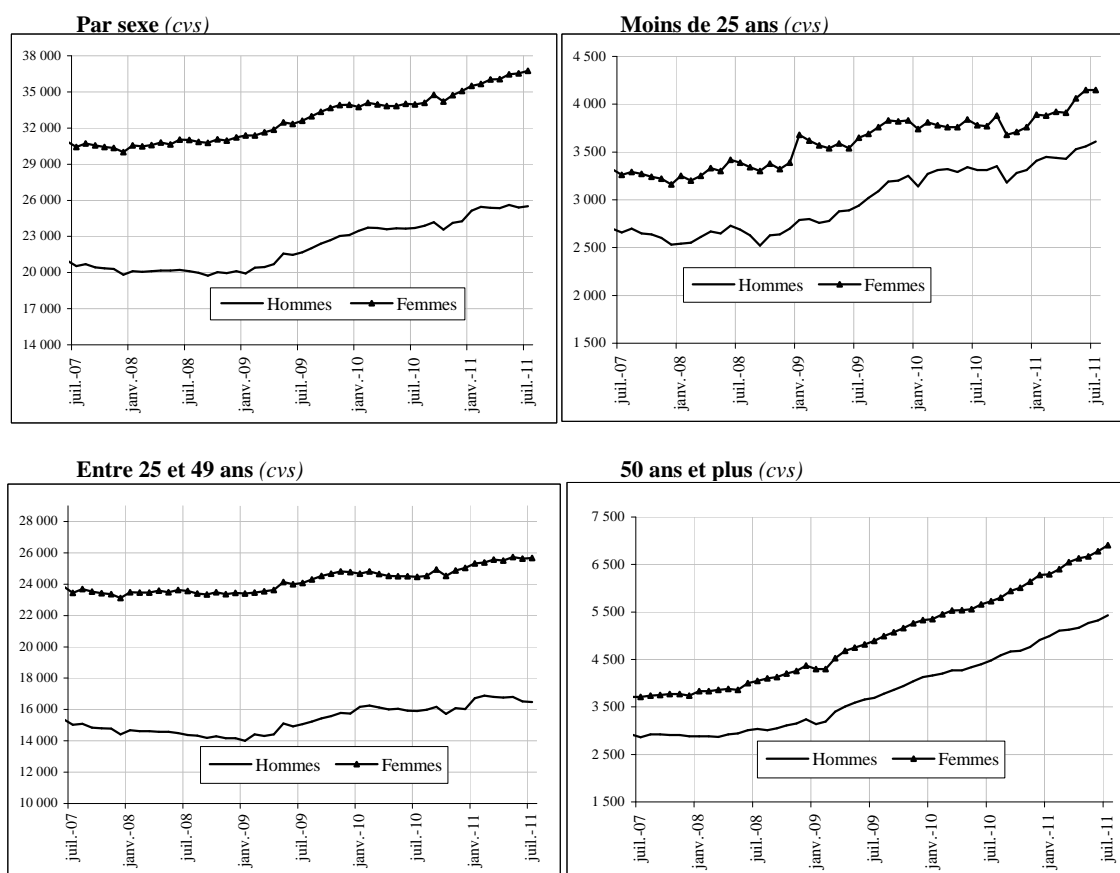 Par sexe (cvs)
38 000
34 000
30 000
26 000
22 000
18 000
14 000
Hommes Femmes
juil.-07 janv.-08 juil.-08 janv.-09 juil.-09 janv.-10 juil.-10 janv.-11 juil.-11
Moins de 25 ans (cvs)
4 500
4 000
3 500
3 000
2 500
2 000
1 500
Hommes Femmes
juil.-07 janv.-08 juil.-08 janv.-09 juil.-09 janv.-10 juil.-10 janv.-11 juil.-11
Entre 25 et 49 ans (cvs)
28 000
26 000
24 000
22 000
20 000
18 000
16 000
14 000
12 000
10 000
Hommes Femmes
juil.-07 janv.-08 juil.-08 janv.-09 juil.-09 janv.-10 juil.-10 janv.-11 juil.-11
50 ans et plus (cvs)
7 500
6 500
5 500
4 500
3 500
2 500
1 500
Hommes Femmes
juil.-07 janv.-08 juil.-08 janv.-09 juil.-09 janv.-10 juil.-10 janv.-11 juil.-11